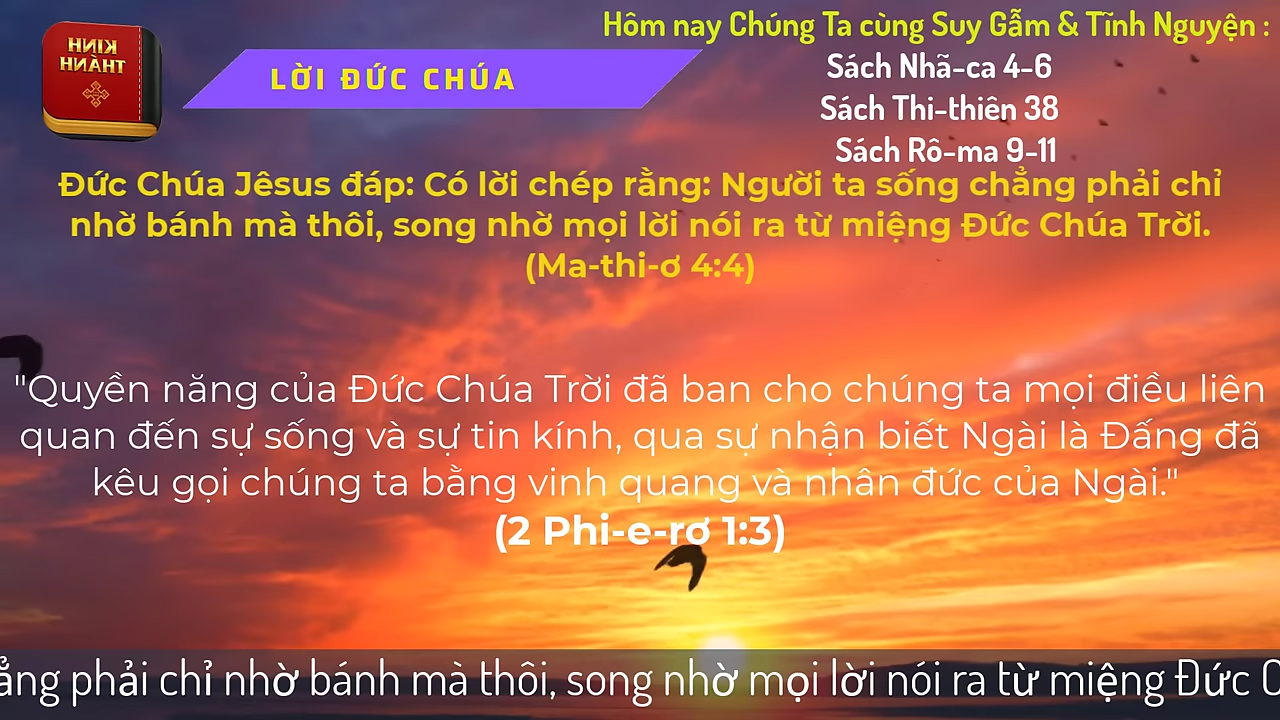 KINH
THÀNH
LỜI ĐỨC CHÚA
Hôm nay Chúng Ta cùng Suy Gẫm & Tĩnh Nguyện :
Sách Nhã-ca 4-6
Sách Thi-thiên 38
Sách Rô-ma 9-11
Đức Chúa Jêsus đáp: Có lời chép rằng: Người ta sống chẳng phải chỉ
nhờ bánh mà thôi, song nhờ mọi lời nói ra từ miệng Đức Chúa Trời.
(Ma-thi-ơ 4:4)
"Quyền năng của Đức Chúa Trời đã ban cho chúng ta mọi điều liên
quan đến sự sống và sự tin kính, qua sự nhận biết Ngài là Đấng đã
kêu gọi chúng ta bằng vinh quang và nhân đức của Ngài."
(2 Phi-e-rơ 1:3)
ẳng phải chỉ nhờ bánh mà thôi, song nhờ mọi lời nói ra từ miệng Đức C